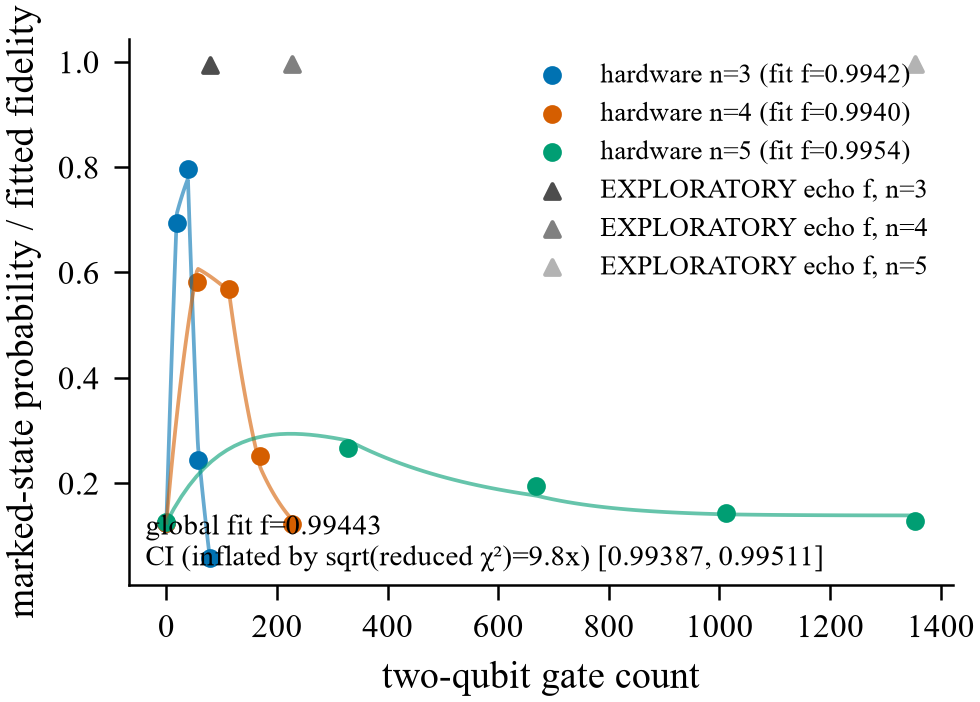 marked-state probability / fitted fidelity
1.0
0.8
0.6
0.4
0.2
hardware n=3 (fit f=0.9942)
hardware n=4 (fit f=0.9940)
hardware n=5 (fit f=0.9954)
EXPLORATORY echo f, n=3
EXPLORATORY echo f, n=4
EXPLORATORY echo f, n=5
global fit f=0.99443
CI (inflated by sqrt(reduced χ²)=9.8x) [0.99387, 0.99511]
0 200 400 600 800 1000 1200 1400
two-qubit gate count